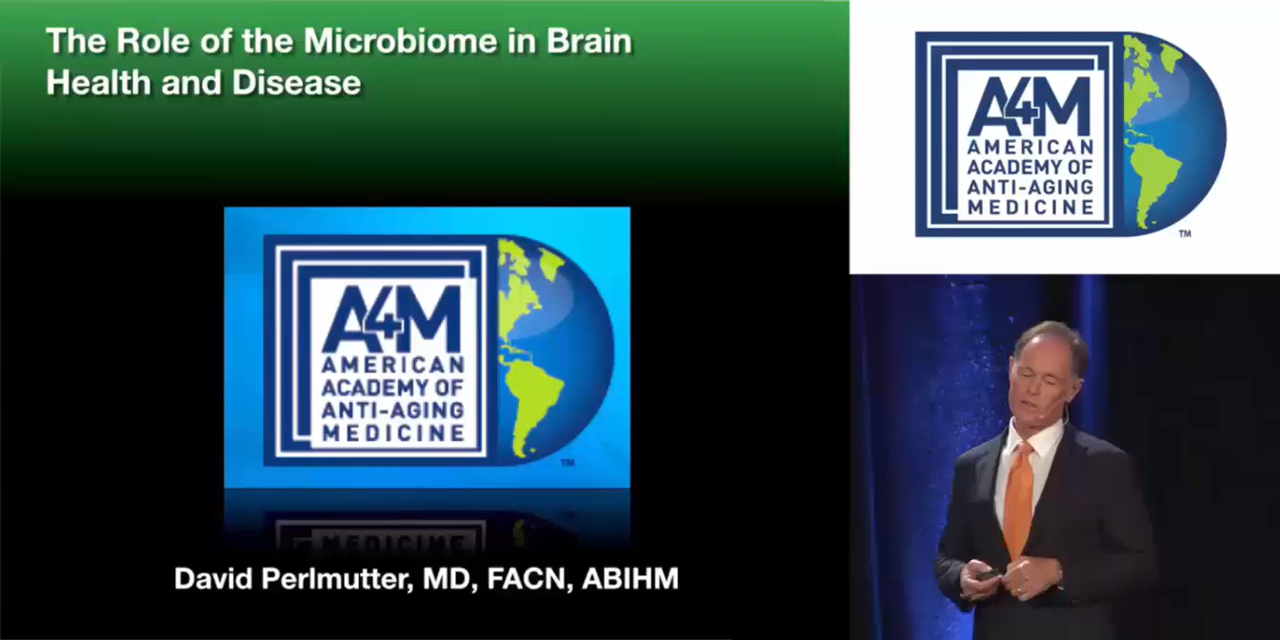 The Role of the Microbiome in Brain
Health and Disease
A4M
AMERICAN
ACADEMY OF
ANTI-AGING
MEDICINE
TM
MEDICINE
David Perlmutter, MD, FACN, ABIHM
A4M
AMERICAN
ACADEMY OF
ANTI-AGING
MEDICINE
TM